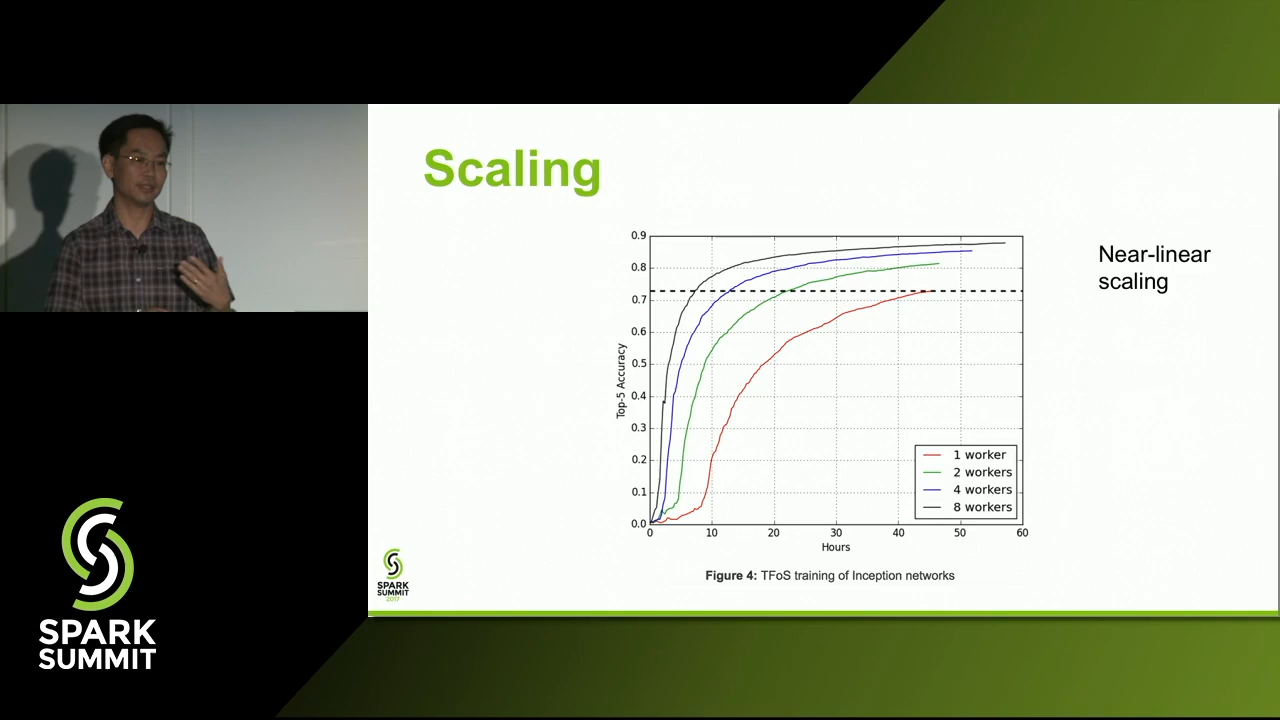 Scaling
Near-linear
scaling
0.9
0.8
0.7
0.6
0.5
0.4
0.3
0.2
0.1
0.0
Top-5 Accuracy
1 worker
2 workers
4 workers
8 workers
0 10 20 30 40 50 60
Hours
Figure 4: TFoS training of Inception networks
SPARK
SUMMIT
2017
SPARK
SUMMIT